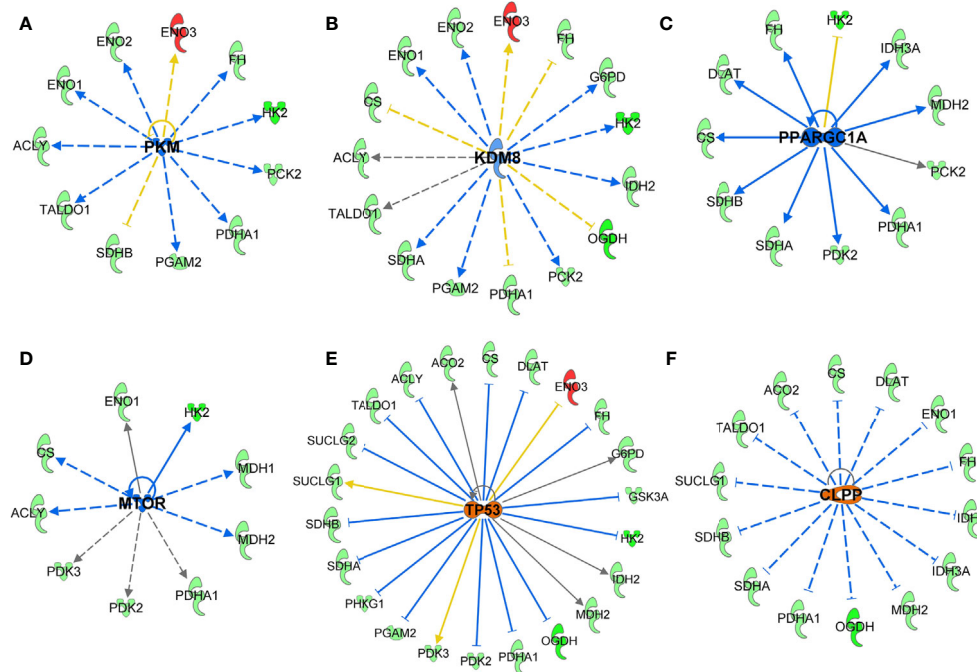 A
ENO2
ENO3
FH
ENO1
HK2
PKM
ACLY
PCK2
TALDO1
SDHB
PGAM2
PDHA1
B
ENO2
ENO3
FH
ENO1
G6PD
CS
HK2
KDM8
ACLY
IDH2
TALDO1
OGDH
SDHA
PCK2
PGAM2
PDHA1
C
HK2
FH
IDH3A
DLAT
MDH2
PPARGC1A
CS
PCK2
SDHB
PDHA1
SDHA
PDK2
D
ENO1
HK2
CS
MDH1
MTOR
ACLY
MDH2
PDK3
PDHA1
PDK2
E
ACO2
CS
DLAT
ACLY
ENO3
TALDO1
FH
SUCLG2
G6PD
SUCLG1
GSK3A
TP53
SDHB
HK2
SDHA
IDH2
PHKG1
MDH2
PGAM2
OGDH
PDK3
PDK2
PDHA1
F
CS
ACO2
DLAT
TALDO1
ENO1
FH
SUCLG1
CLPP
SDHB
IDH3A
SDHA
MDH2
PDHA1
OGDH